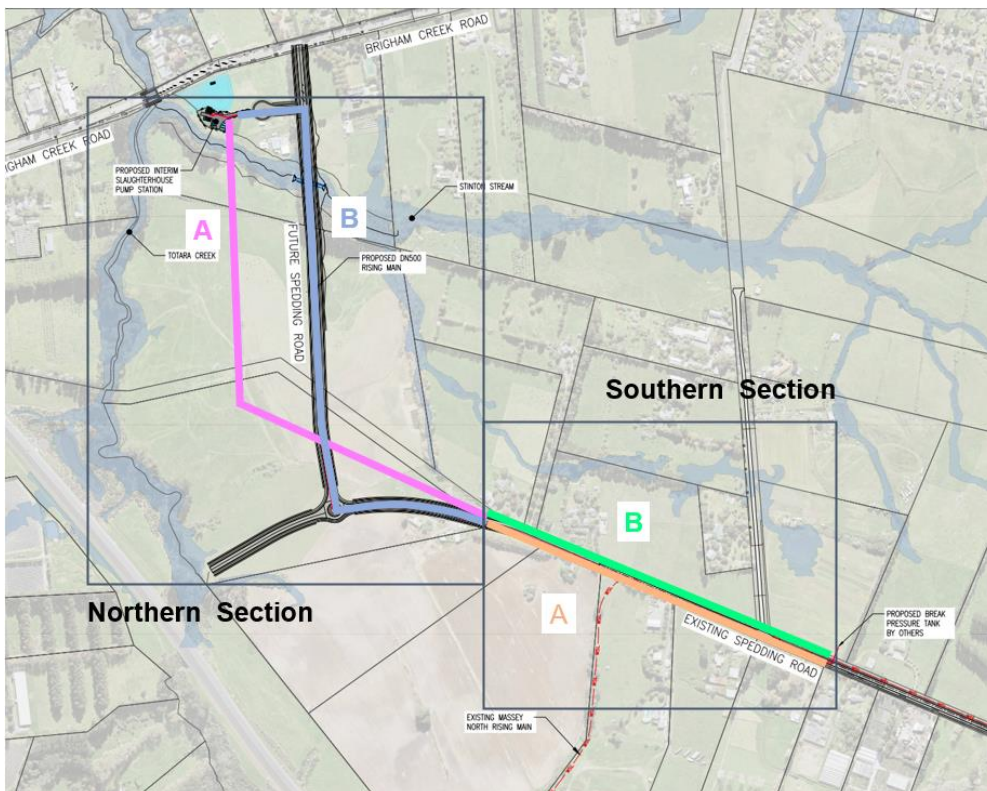 BRIGHAM CREEK ROAD
BRIGHAM CREEK ROAD
PROPOSED INTERIM
SLAUGHTERHOUSE
PUMP STATION
STINTON STREAM
A
B
TOTARA CREEK
FUTURE SPEDDING ROAD
PROPOSED DN500
RISING MAIN
Southern Section
B
Northern Section
A
EXISTING SPEDDING ROAD
PROPOSED BREAK
PRESSURE TANK
BY OTHERS
EXISTING MASSEY
NORTH RISING MAIN